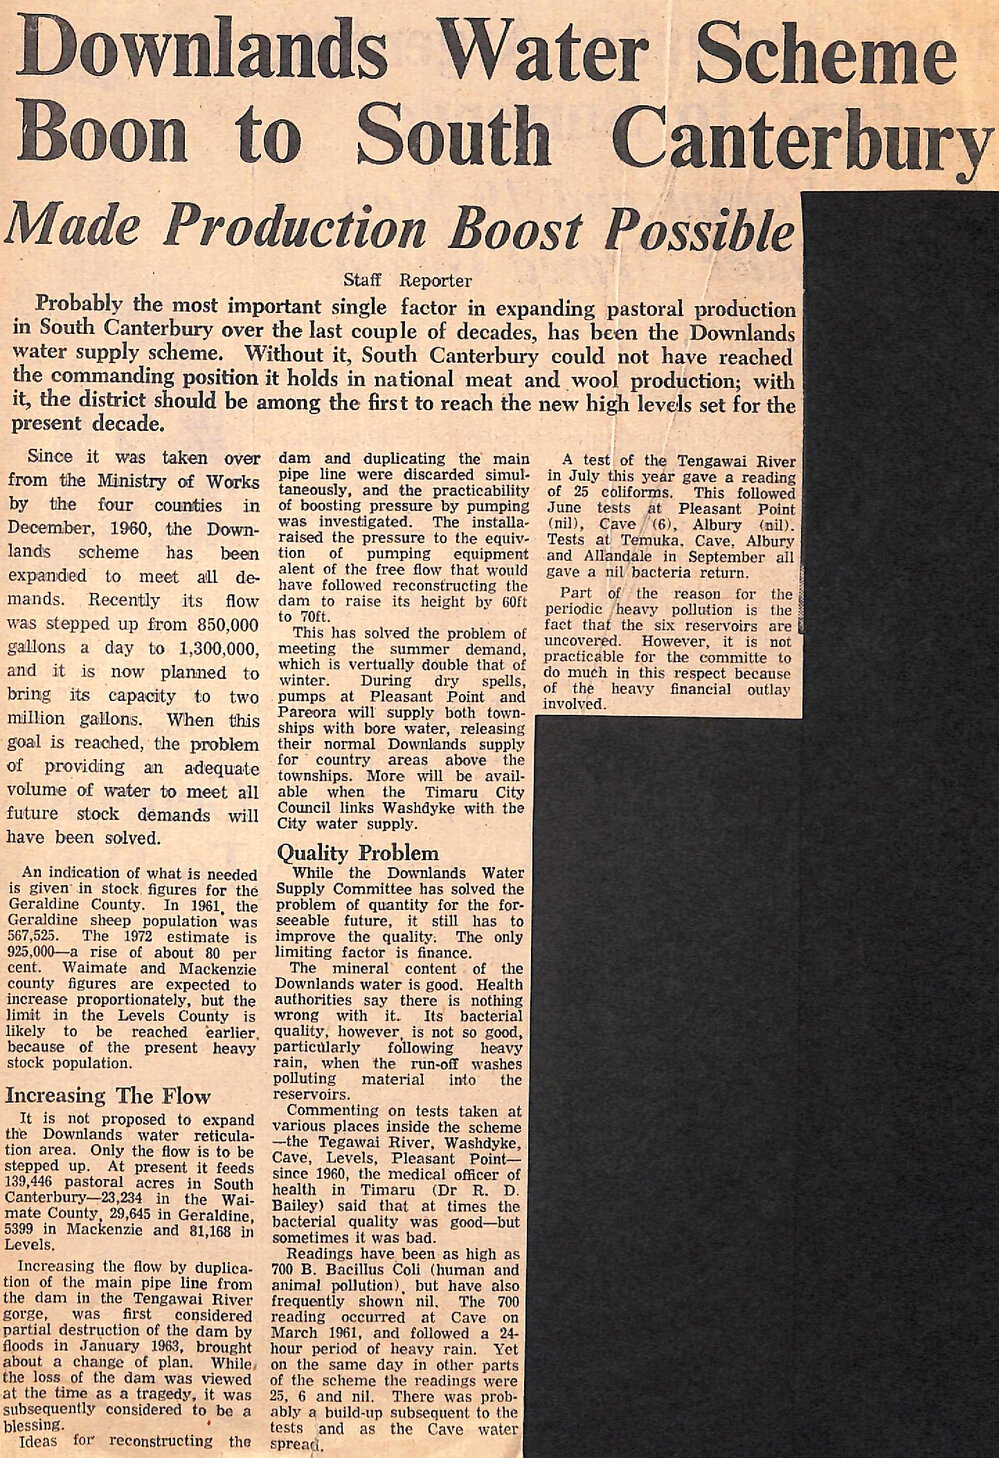 Downlands Water Scheme
Boon to South Canterbury
Made Production Boost Possible
Staff Reporter
Probably the most important single factor in expanding pastoral production
in South Canterbury over the last couple of decades, has been the Downlands
water supply scheme. Without it, South Canterbury could not have reached
the commanding position it holds in national meat and wool production; with
it, the district should be among the first to reach the new high levels set for the
present decade.
Since it was taken over
from the Ministry of Works
by the four counties in
December, 1960, the Down-
lands scheme has been
expanded to meet all de-
mands. Recently its flow
was stepped up from 850,000
gallons a day to 1,300,000,
and it is now planned to
bring its capacity to two
million gallons. When this
goal is reached, the problem
of providing an adequate
volume of water to meet all
future stock demands will
have been solved.
An indication of what is needed
is given in stock figures for the
Geraldine County. In 1961, the
Geraldine sheep population was
567,525. The 1972 estimate is
925,000—a rise of about 80 per
cent. Waimate and Mackenzie
county figures are expected to
increase proportionately, but the
limit in the Levels County is
likely to be reached earlier,
because of the present heavy
stock population.
Increasing The Flow
It is not proposed to expand
the Downlands water reticula-
tion area. Only the flow is to be
stepped up. At present it feeds
139,446 pastoral acres in South
Canterbury—23,234 in the Wai-
mate County, 29,645 in Geraldine,
5399 in Mackenzie and 81,168 in
Levels.
Increasing the flow by duplica-
tion of the main pipe line from
the dam in the Tengawai River
gorge, was first considered
partial destruction of the dam by
floods in January 1963, brought
about a change of plan. While
the loss of the dam was viewed
at the time as a tragedy, it was
subsequently considered to be a
blessing.
Ideas for reconstructing the
dam and duplicating the main
pipe line were discarded simul-
taneously, and the practicability
of boosting pressure by pumping
was investigated. The installa-
raised the pressure to the equiv-
tion of pumping equipment
alent of the free flow that would
have followed reconstructing the
dam to raise its height by 60ft
to 70ft.
This has solved the problem of
meeting the summer demand,
which is vertually double that of
winter. During dry spells,
pumps at Pleasant Point and
Pareora will supply both town-
ships with bore water, releasing
their normal Downlands supply
for country areas above the
townships. More will be avail-
able when the Timaru City
Council links Washdyke with the
City water supply.
Quality Problem
While the Downlands Water
Supply Committee has solved the
problem of quantity for the for-
seeable future, it still has to
improve the quality. The only
limiting factor is finance.
The mineral content of the
Downlands water is good. Health
authorities say there is nothing
wrong with it. Its bacterial
quality, however, is not so good,
particularly following heavy
rain, when the run-off washes
polluting material into the
reservoirs.
Commenting on tests taken at
various places inside the scheme
—the Tegawai River, Washdyke,
Cave, Levels, Pleasant Point—
since 1960, the medical officer of
health in Timaru (Dr R. D.
Bailey) said that at times the
bacterial quality was good—but
sometimes it was bad.
Readings have been as high as
700 B. Bacillus Coli (human and
animal pollution), but have also
frequently shown nil. The 700
reading occurred at Cave on
March 1961, and followed a 24-
hour period of heavy rain. Yet
on the same day in other parts
of the scheme the readings were
25, 6 and nil. There was prob-
ably a build-up subsequent to the
tests and as the Cave water
spread.
A test of the Tengawai River
in July this year gave a reading
of 25 coliforms. This followed
June tests at Pleasant Point
(nil), Cave (6), Albury (nil).
Tests at Temuka, Cave, Albury
and Allandale in September all
gave a nil bacteria return.
Part of the reason for the
periodic heavy pollution is the
fact that the six reservoirs are
uncovered. However, it is not
practicable for the committe to
do much in this respect because
of the heavy financial outlay
involved.